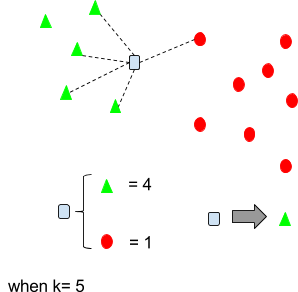 = 4
= 1
when k= 5